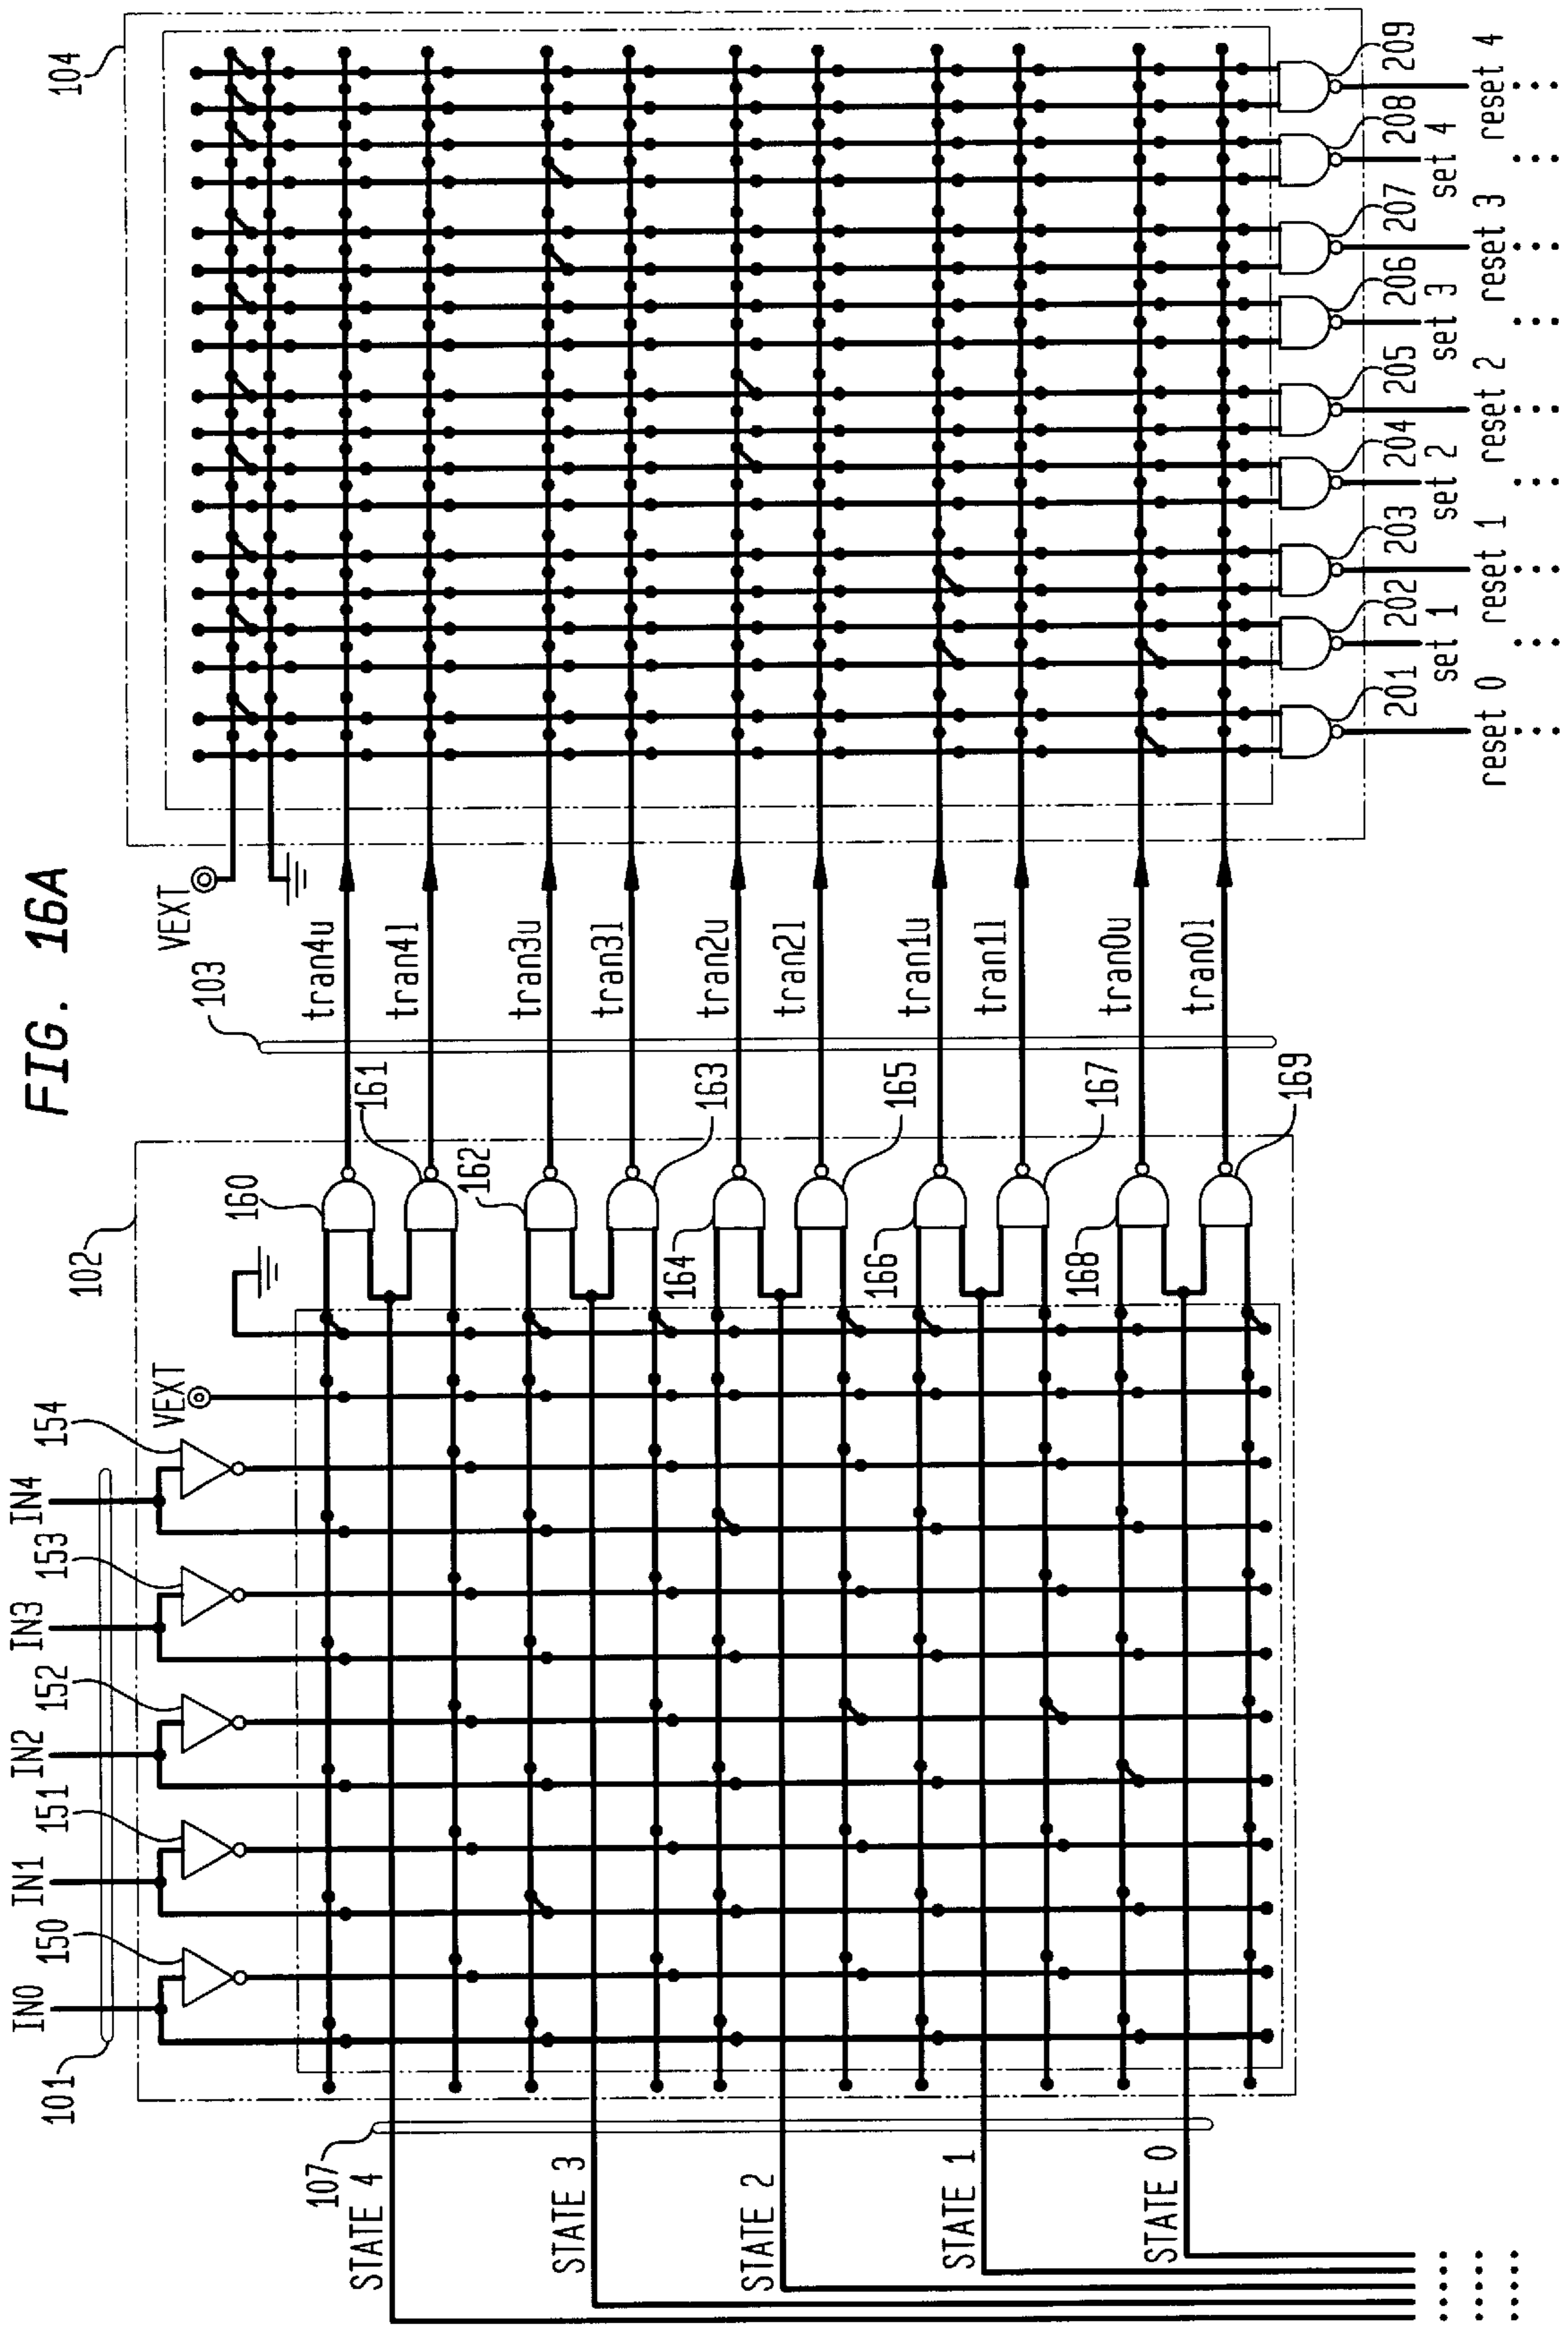 FIG. 16A
101
IN0
IN1
IN2
IN3
IN4
150
151
152
153
154
VEXT
102
107
STATE 4
STATE 3
STATE 2
STATE 1
STATE 0
160
161
162
163
164
165
166
167
168
169
103
tran4u
tran4l
tran3u
tran3l
tran2u
tran2l
tran1u
tran1l
tran0u
tran0l
VEXT
104
201
202
203
204
205
206
207
208
209
reset 0
set 1
reset 1
set 2
reset 2
set 3
reset 3
set 4
reset 4